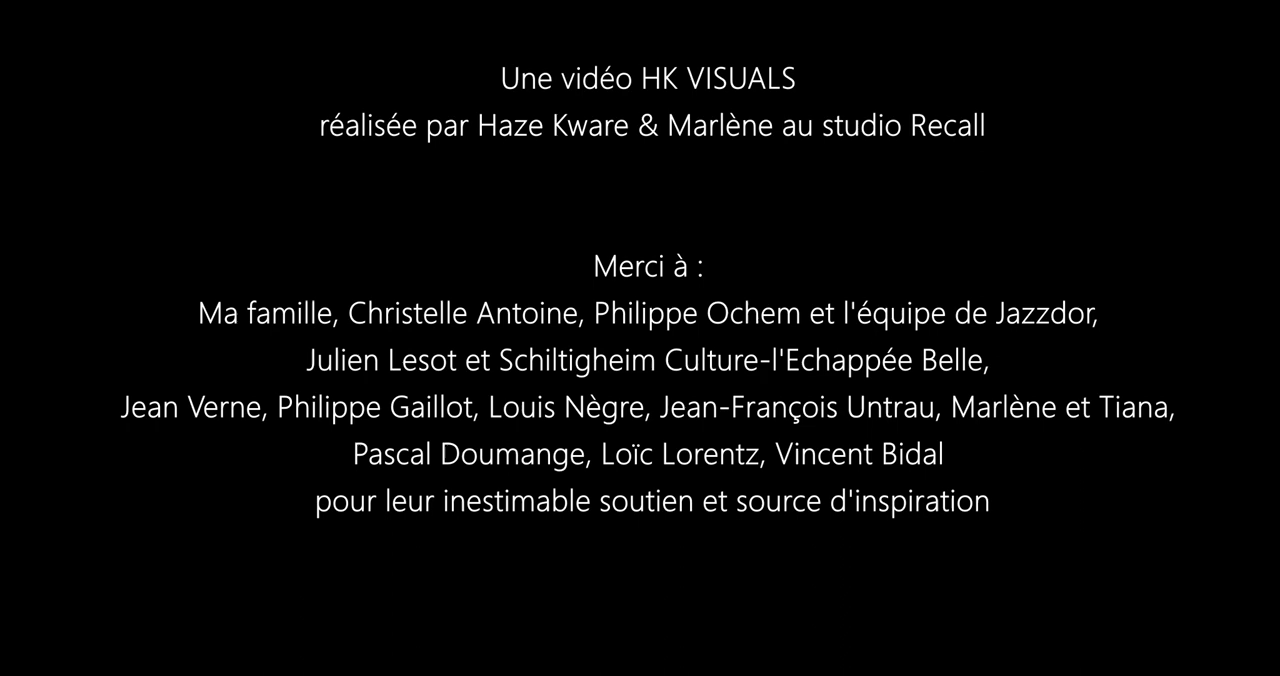 Une vidéo HK VISUALS
réalisée par Haze Kware & Marlène au studio Recall
Merci à :
Ma famille, Christelle Antoine, Philippe Ochem et l'équipe de Jazzdor,
Julien Lesot et Schiltigheim Culture-l'Echappée Belle,
Jean Verne, Philippe Gaillot, Louis Nègre, Jean-François Untrau, Marlène et Tiana,
Pascal Doumange, Loïc Lorentz, Vincent Bidal
pour leur inestimable soutien et source d'inspiration